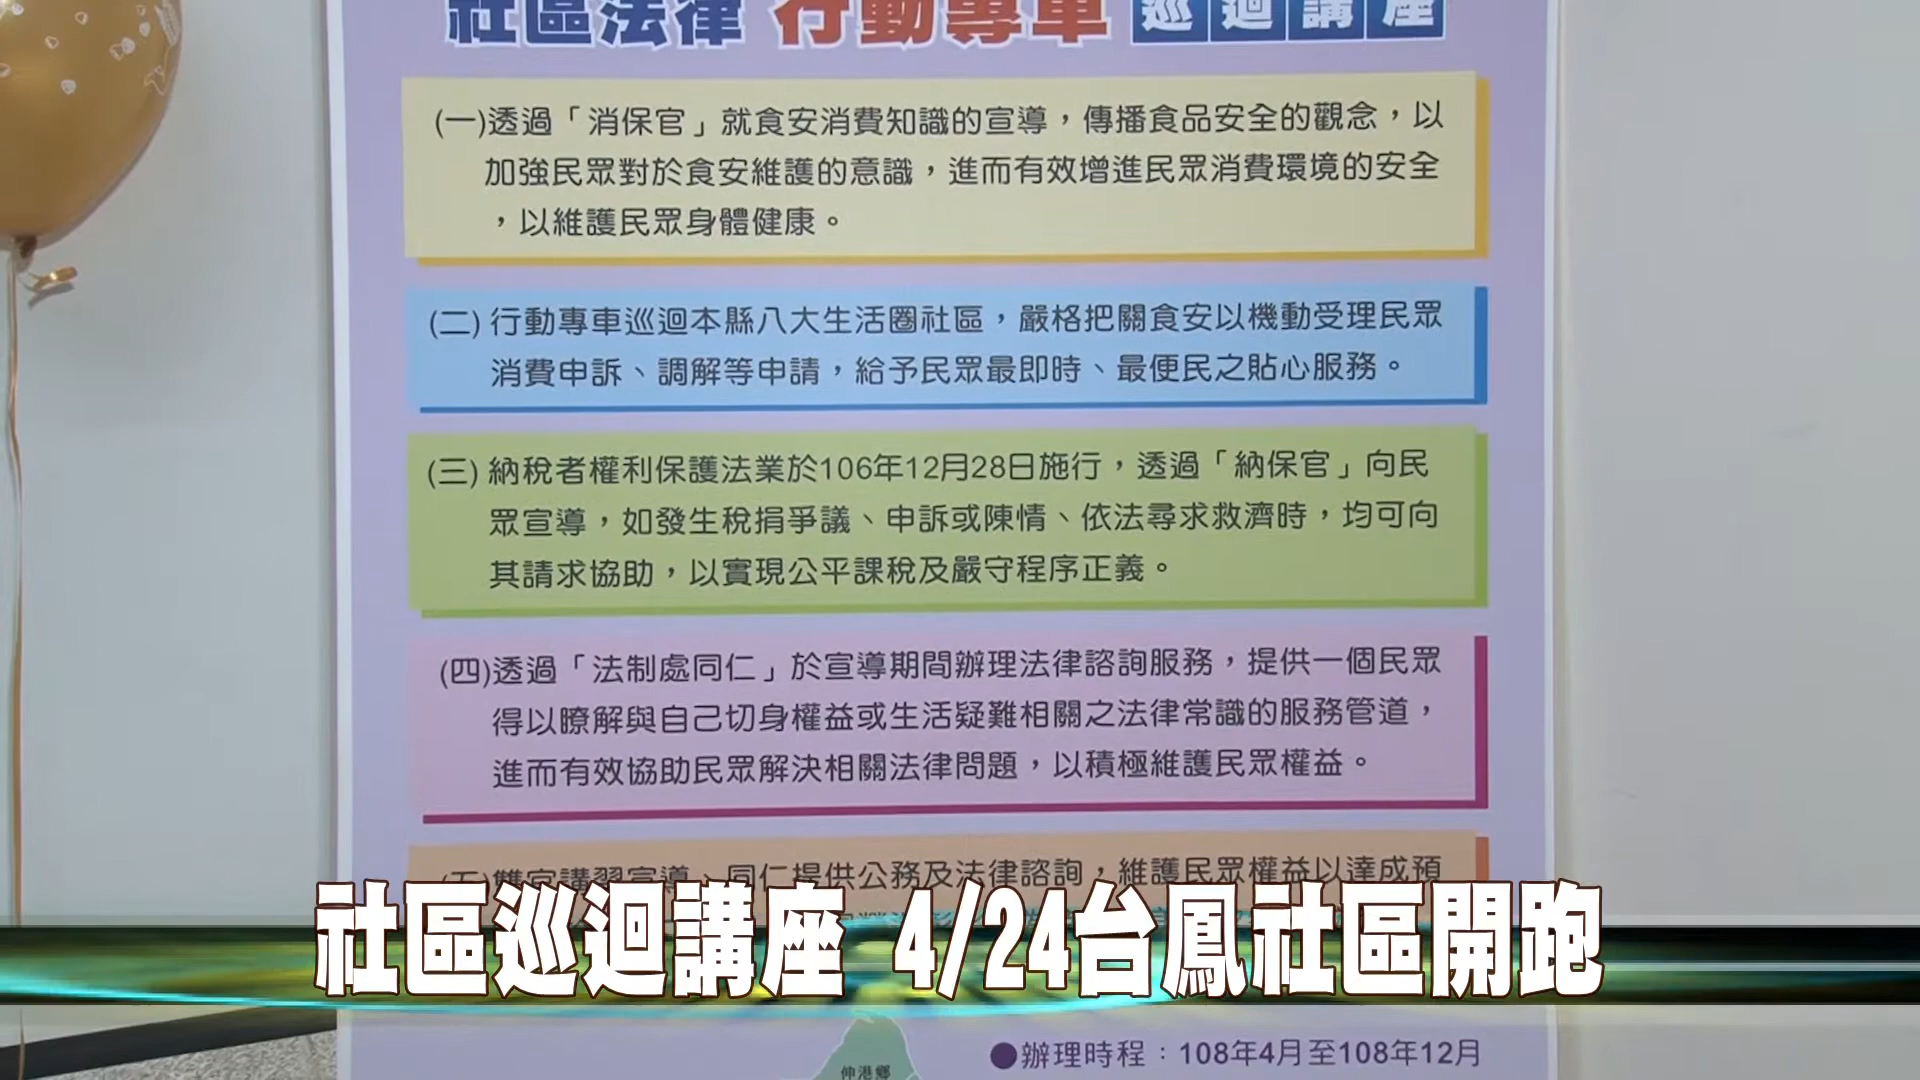 社區法律 行動專車 巡迴講座
(一)透過「消保官」就食安消費知識的宣導，傳播食品安全的觀念，以
加強民眾對於食安維護的意識，進而有效增進民眾消費環境的安全
，以維護民眾身體健康。
(二) 行動專車巡迴本縣八大生活圈社區，嚴格把關食安以機動受理民眾
消費申訴、調解等申請，給予民眾最即時、最便民之貼心服務。
(三) 納稅者權利保護法業於106年12月28日施行，透過「納保官」向民
眾宣導，如發生稅捐爭議、申訴或陳情、依法尋求救濟時，均可向
其請求協助，以實現公平課稅及嚴守程序正義。
(四)透過「法制處同仁」於宣導期間辦理法律諮詢服務，提供一個民眾
得以瞭解與自己切身權益或生活疑難相關之法律常識的服務管道，
進而有效協助民眾解決相關法律問題，以積極維護民眾權益。
(五)雙官講習宣導、同仁提供公務及法律諮詢，維護民眾權益以達成預
社區巡迴講座 4/24台鳳社區開跑
●辦理時程：108年4月至108年12月
伸港鄉